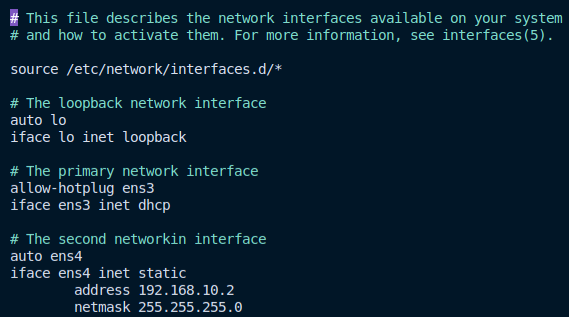 # This file describes the network interfaces available on your system
# and how to activate them. For more information, see interfaces(5).
source /etc/network/interfaces.d/*
# The loopback network interface
auto lo
iface lo inet loopback
# The primary network interface
allow-hotplug ens3
iface ens3 inet dhcp
# The second networkin interface
auto ens4
iface ens4 inet static
address 192.168.10.2
netmask 255.255.255.0